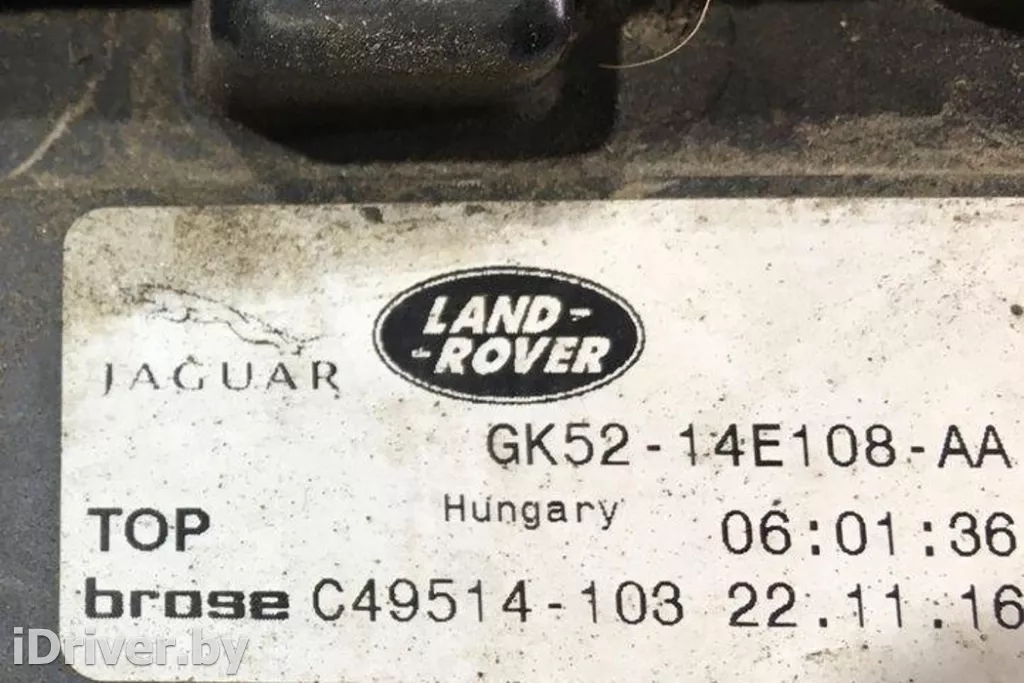 JAGUAR
LAND-
-ROVER
GK52-14E108-AA
Hungary
TOP 06:01:36
brose C49514-103 22.11.16
iDriver.by